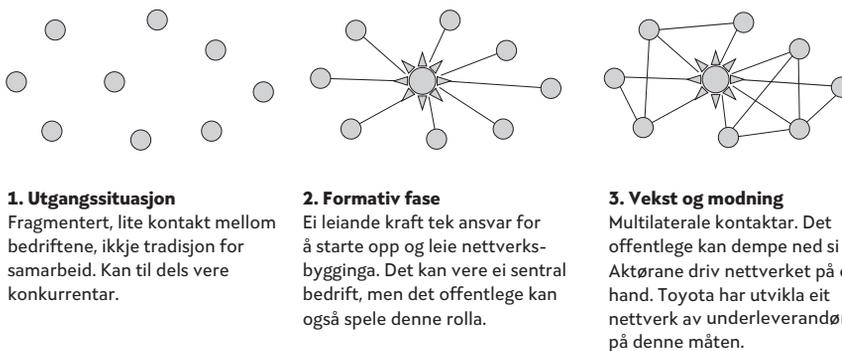 1. Utgangssituasjon
Fragmentert, lite kontakt mellom
bedriftene, ikkje tradisjon for
samarbeid. Kan til dels vere
konkurrentar.
2. Formativ fase
Ei leiande kraft tek ansvar for
å starte opp og leie nettverks-
bygginga. Det kan vere ei sentral
bedrift, men det offentlege kan
også spele denne rolla.
3. Vekst og modning
Multilaterale kontaktar. Det
offentlege kan dempe ned si
Aktørane driv nettverket på
hand. Toyota har utvikla eit
nettverk av
på denne måten.